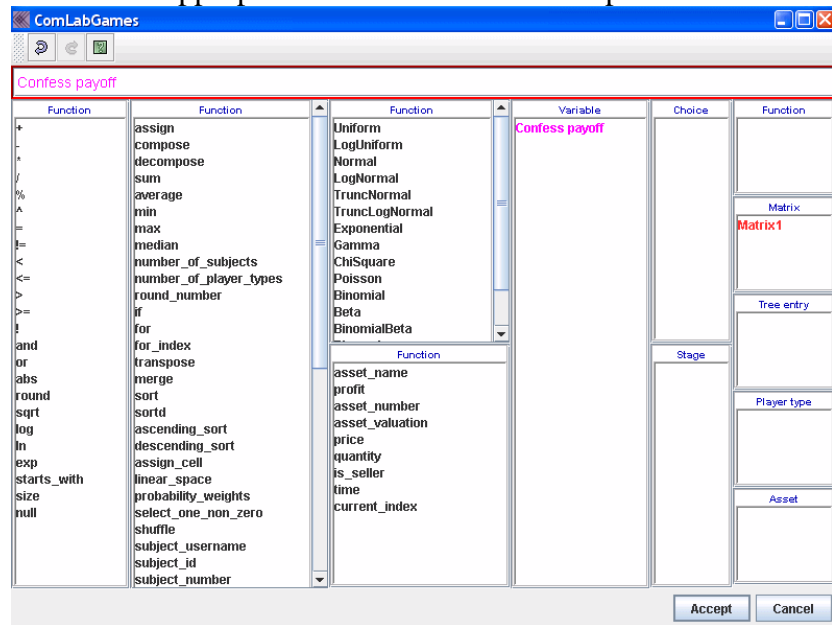 ComLabGames
Confess payoff
Function
+
-
*
/
%
^
=
!=
<
<=
>
>=
!
and
or
abs
round
sqrt
log
ln
exp
starts_with
size
null
Function
assign
compose
decompose
sum
average
min
max
median
number_of_subjects
number_of_player_types
round_number
if
for
for_index
transpose
merge
sort
sortd
ascending_sort
descending_sort
assign_cell
linear_space
probability_weights
select_one_non_zero
shuffle
subject_username
subject_id
subject_number
Function
Uniform
LogUniform
Normal
LogNormal
TruncNormal
TruncLogNormal
Exponential
Gamma
ChiSquare
Poisson
Binomial
Beta
BinomialBeta
Function
asset_name
profit
asset_number
asset_valuation
price
quantity
is_seller
time
current_index
Variable
Confess payoff
Choice
Stage
Function
Matrix
Matrix1
Tree entry
Player type
Asset
Accept
Cancel